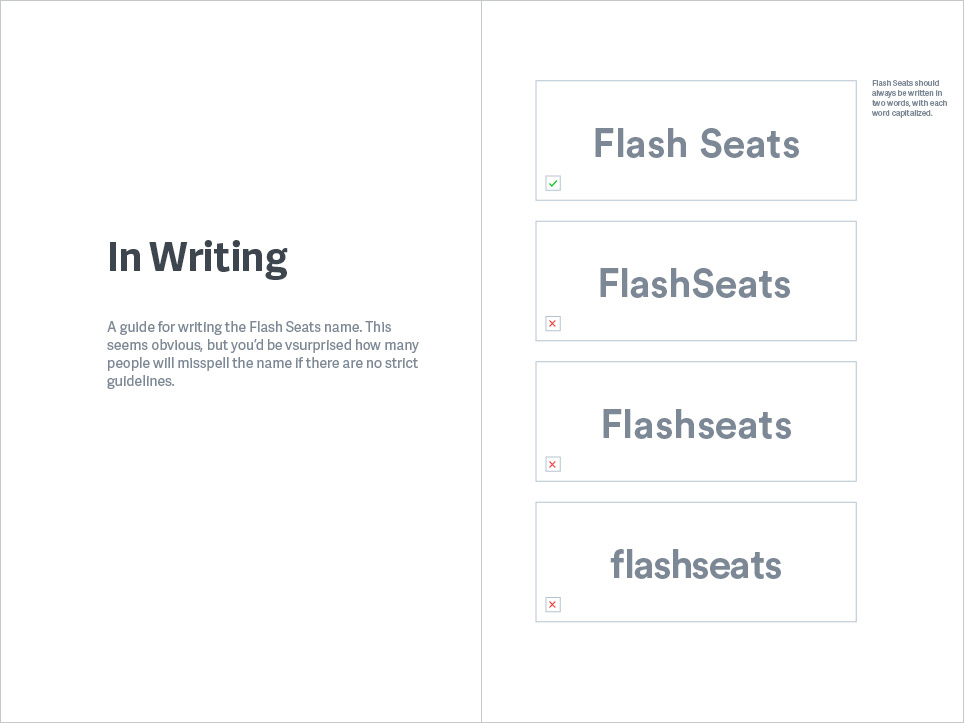 In Writing
A guide for writing the Flash Seats name. This
seems obvious, but you’d be vsurprised how many
people will misspell the name if there are no strict
guidelines.
Flash Seats
FlashSeats
Flashseats
flashseats
Flash Seats should
always be written in
two words, with each
word capitalized.